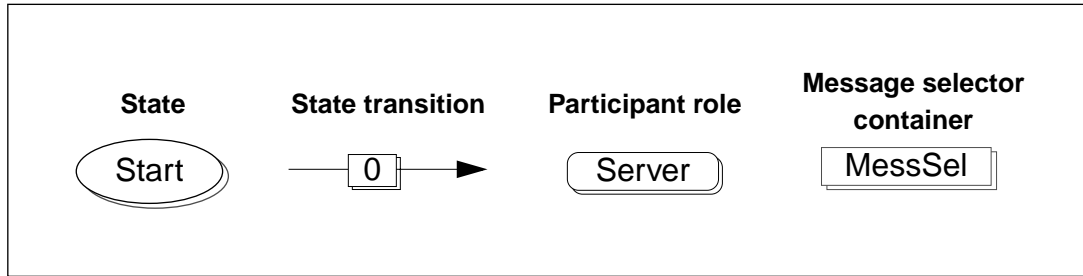 State
Start
State transition
0
Participant role
Server
Message selector
container
MessSel